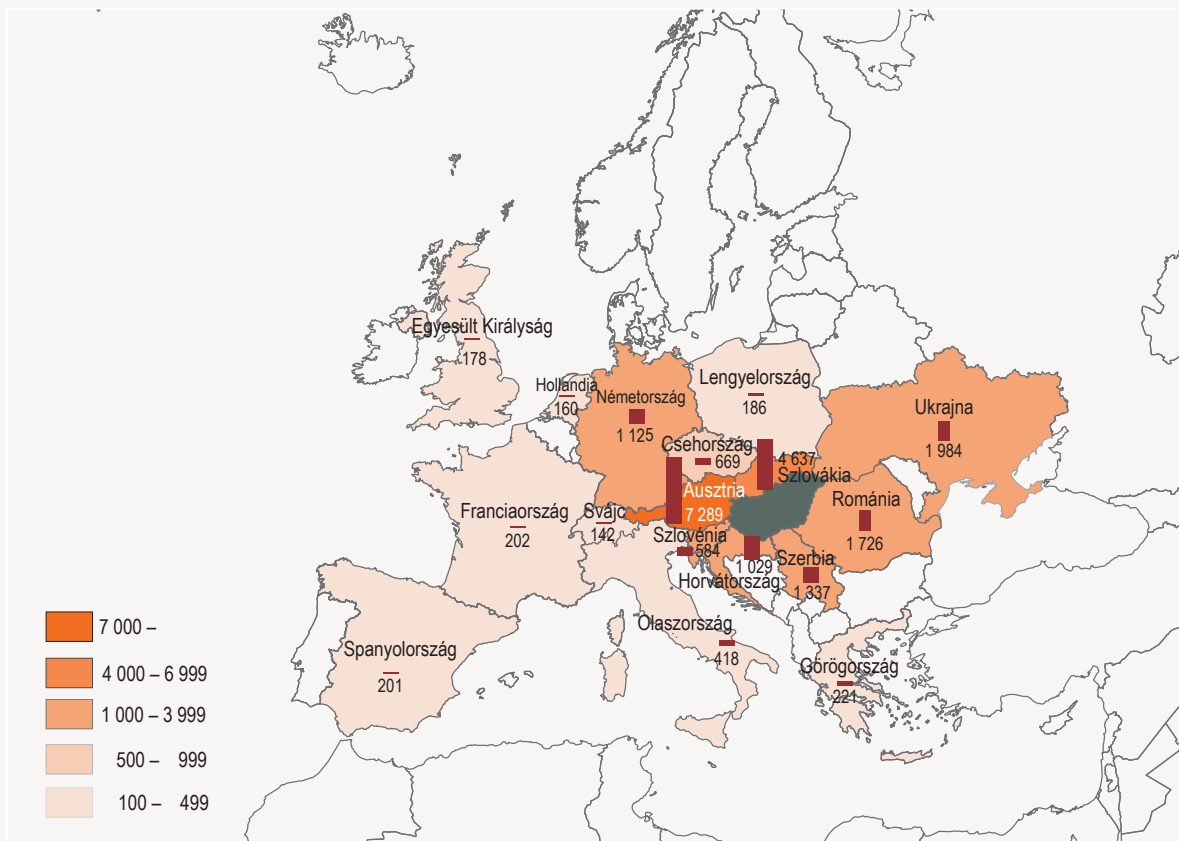 Egyesült Királyság
178
Hollandia
160
Németország
1 125
Lengyelország
186
Ukrajna
1 984
Csehország
669
4 637
Szlovákia
Ausztria
7 289
Románia
1 726
Franciaország
202
Svájc
142
Szlovénia
584
1 029
Horvátország
Szerbia
1 337
Olaszország
418
Spanyolország
201
Görögország
221
7 000 –
4 000 – 6 999
1 000 – 3 999
500 – 999
100 – 499